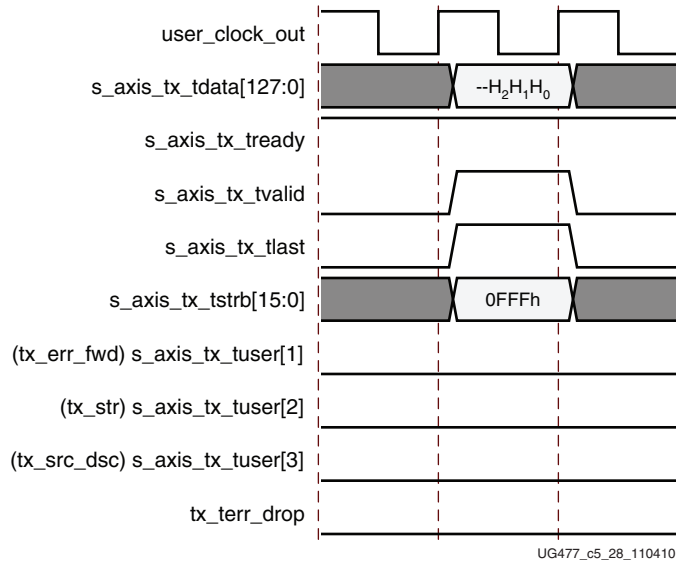 user_clock_out
s_axis_tx_tdata[127:0] --H₂H₁H₀
s_axis_tx_tready
s_axis_tx_tvalid
s_axis_tx_tlast
s_axis_tx_tstrb[15:0] 0FFFh
(tx_err_fwd) s_axis_tx_tuser[1]
(tx_str) s_axis_tx_tuser[2]
(tx_src_dsc) s_axis_tx_tuser[3]
tx_terr_drop
UG477_c5_28_110410